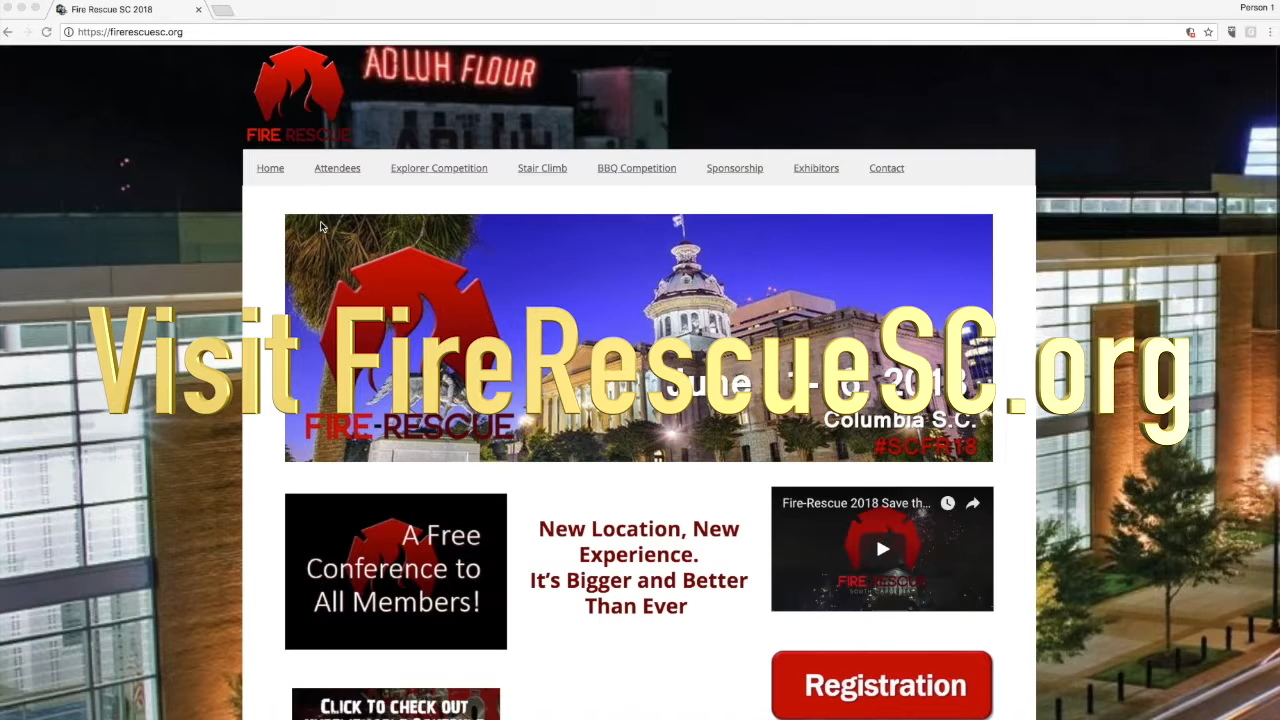 Fire Rescue SC 2018
Person 1
https://firerescuesc.org
ADLUH FLOUR
FIRE RESCUE
Home
Attendees
Explorer Competition
Stair Climb
BBQ Competition
Sponsorship
Exhibitors
Contact
Visit FireRescueSC.org
June
2018
Columbia S.C.
FIRE-RESCUE
#SCFR18
A Free
Conference to
All Members!
New Location, New
Experience.
It's Bigger and Better
Than Ever
Fire-Rescue 2018 Save th...
FIRE RESCUE
Registration
CLICK TO CHECK OUT